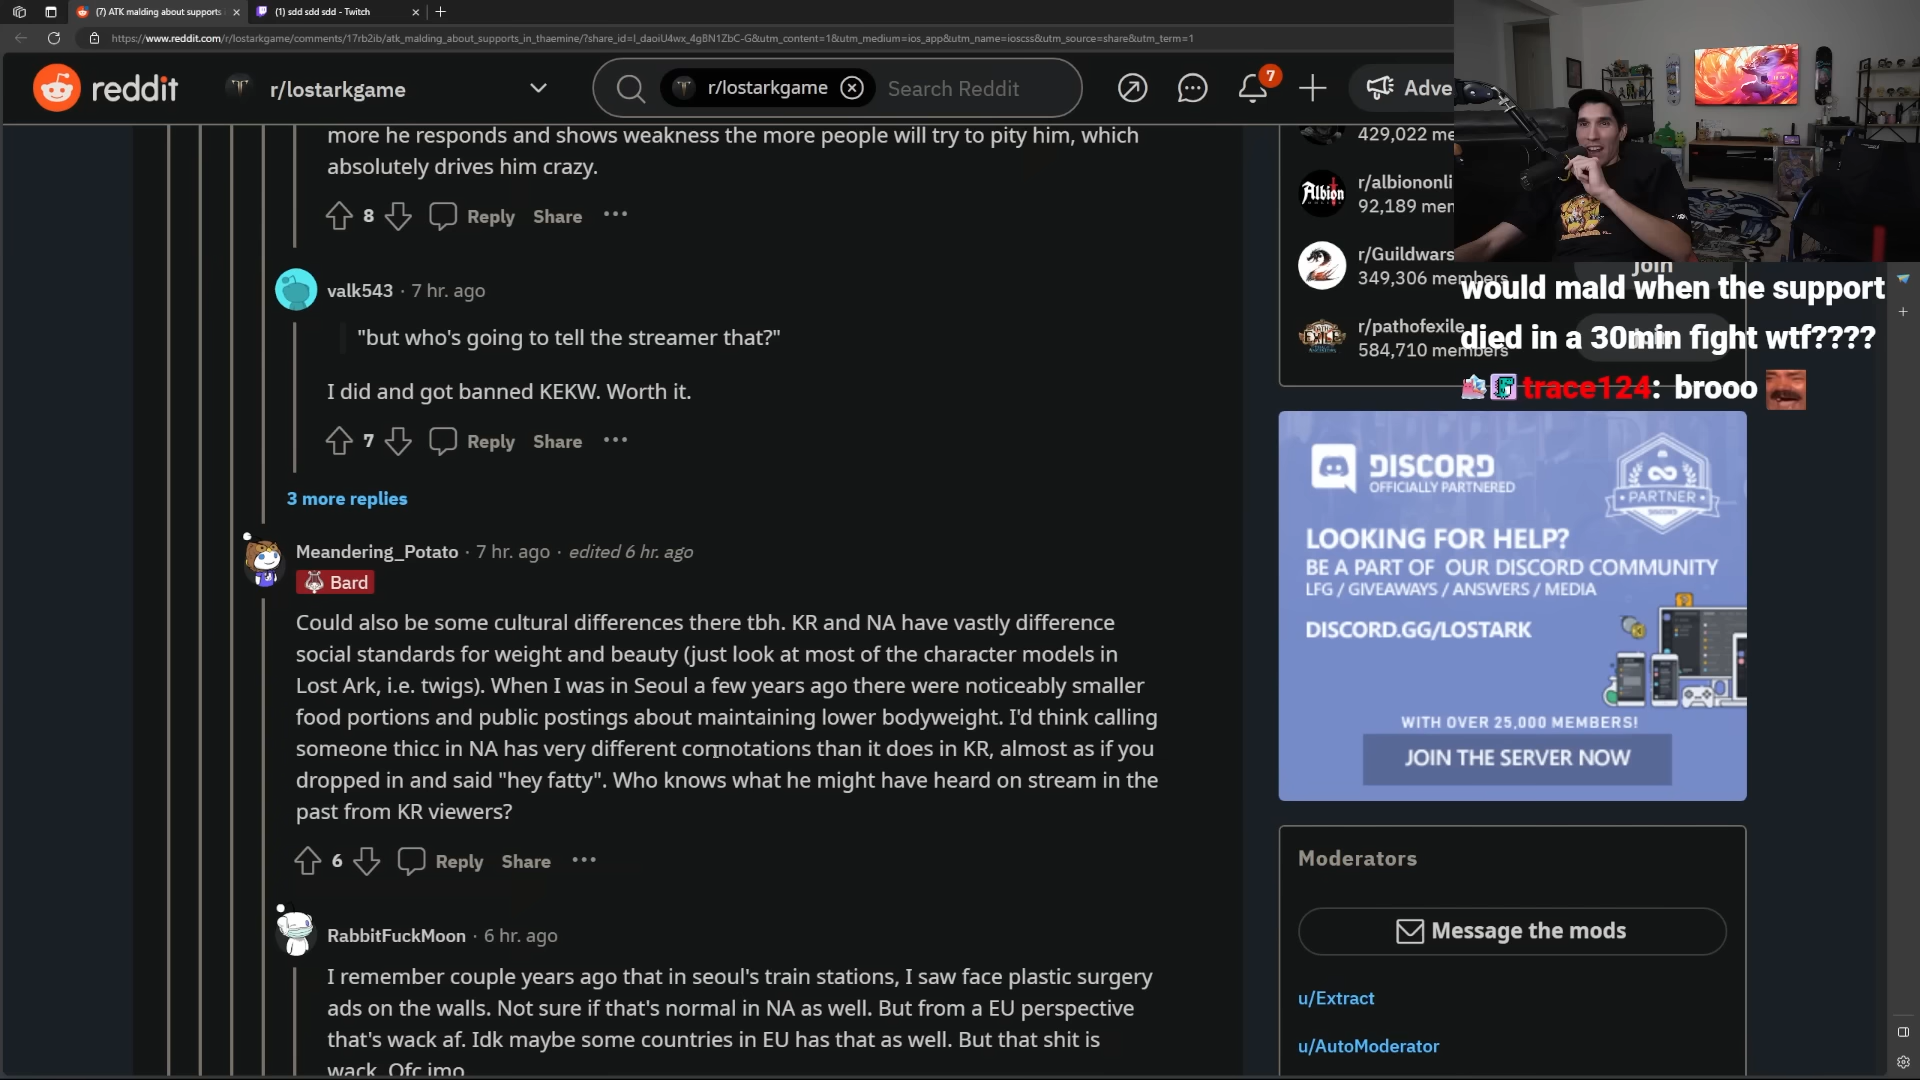 (7) ATK malding about supports
(1) sdd sdd sdd - Twitch
https://www.reddit.com/r/lostarkgame/comments/17rb2ib/atk_malding_about_supports_in_thaemine/?share_id=l_daoiU4wx_4gBN1ZbC-G&utm_content=1&utm_medium=ios_app&utm_name=ioscss&utm_source=share&utm_term=1
reddit
r/lostarkgame
r/lostarkgame
Search Reddit
7
Adve
more he responds and shows weakness the more people will try to pity him, which
absolutely drives him crazy.
8 Reply Share ...
valk543 · 7 hr. ago
"but who's going to tell the streamer that?"
I did and got banned KEKW. Worth it.
7 Reply Share ...
3 more replies
Meandering_Potato · 7 hr. ago · edited 6 hr. ago
Bard
Could also be some cultural differences there tbh. KR and NA have vastly difference
social standards for weight and beauty (just look at most of the character models in
Lost Ark, i.e. twigs). When I was in Seoul a few years ago there were noticeably smaller
food portions and public postings about maintaining lower bodyweight. I'd think calling
someone thicc in NA has very different connotations than it does in KR, almost as if you
dropped in and said "hey fatty". Who knows what he might have heard on stream in the
past from KR viewers?
6 Reply Share ...
RabbitFuckMoon · 6 hr. ago
I remember couple years ago that in seoul's train stations, I saw face plastic surgery
ads on the walls. Not sure if that's normal in NA as well. But from a EU perspective
that's wack af. Idk maybe some countries in EU has that as well. But that shit is
wack. Ofc imo
429,022 me
Albion
r/albiononli
92,189 mem
r/Guildwars
349,306 members
Join
r/pathofexile
584,710 members
would mald when the support
died in a 30min fight wtf????
trace124: brooo
DISCORD
OFFICIALLY PARTNERED
PARTNER
LOOKING FOR HELP?
BE A PART OF OUR DISCORD COMMUNITY
LFG / GIVEAWAYS / ANSWERS / MEDIA
DISCORD.GG/LOSTARK
WITH OVER 25,000 MEMBERS!
JOIN THE SERVER NOW
Moderators
Message the mods
u/Extract
u/AutoModerator